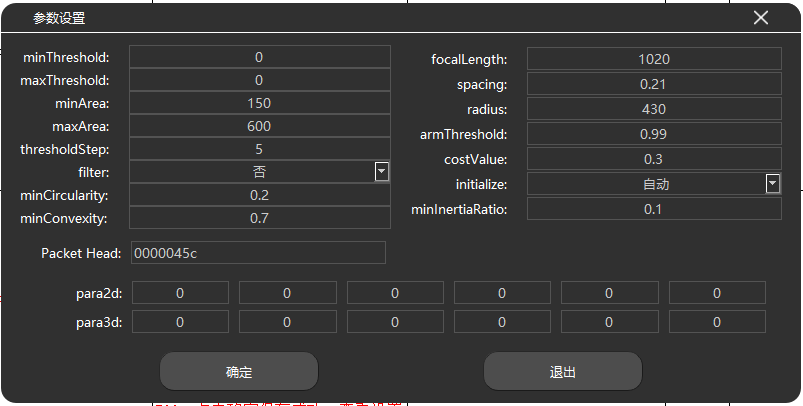 参数设置
minThreshold: 0
maxThreshold: 0
minArea: 150
maxArea: 600
thresholdStep: 5
filter: 否
minCircularity: 0.2
minConvexity: 0.7
focalLength: 1020
spacing: 0.21
radius: 430
armThreshold: 0.99
costValue: 0.3
initialize: 自动
minInertiaRatio: 0.1
Packet Head: 0000045c
para2d: 0 0 0 0 0 0
para3d: 0 0 0 0 0 0
确定 退出